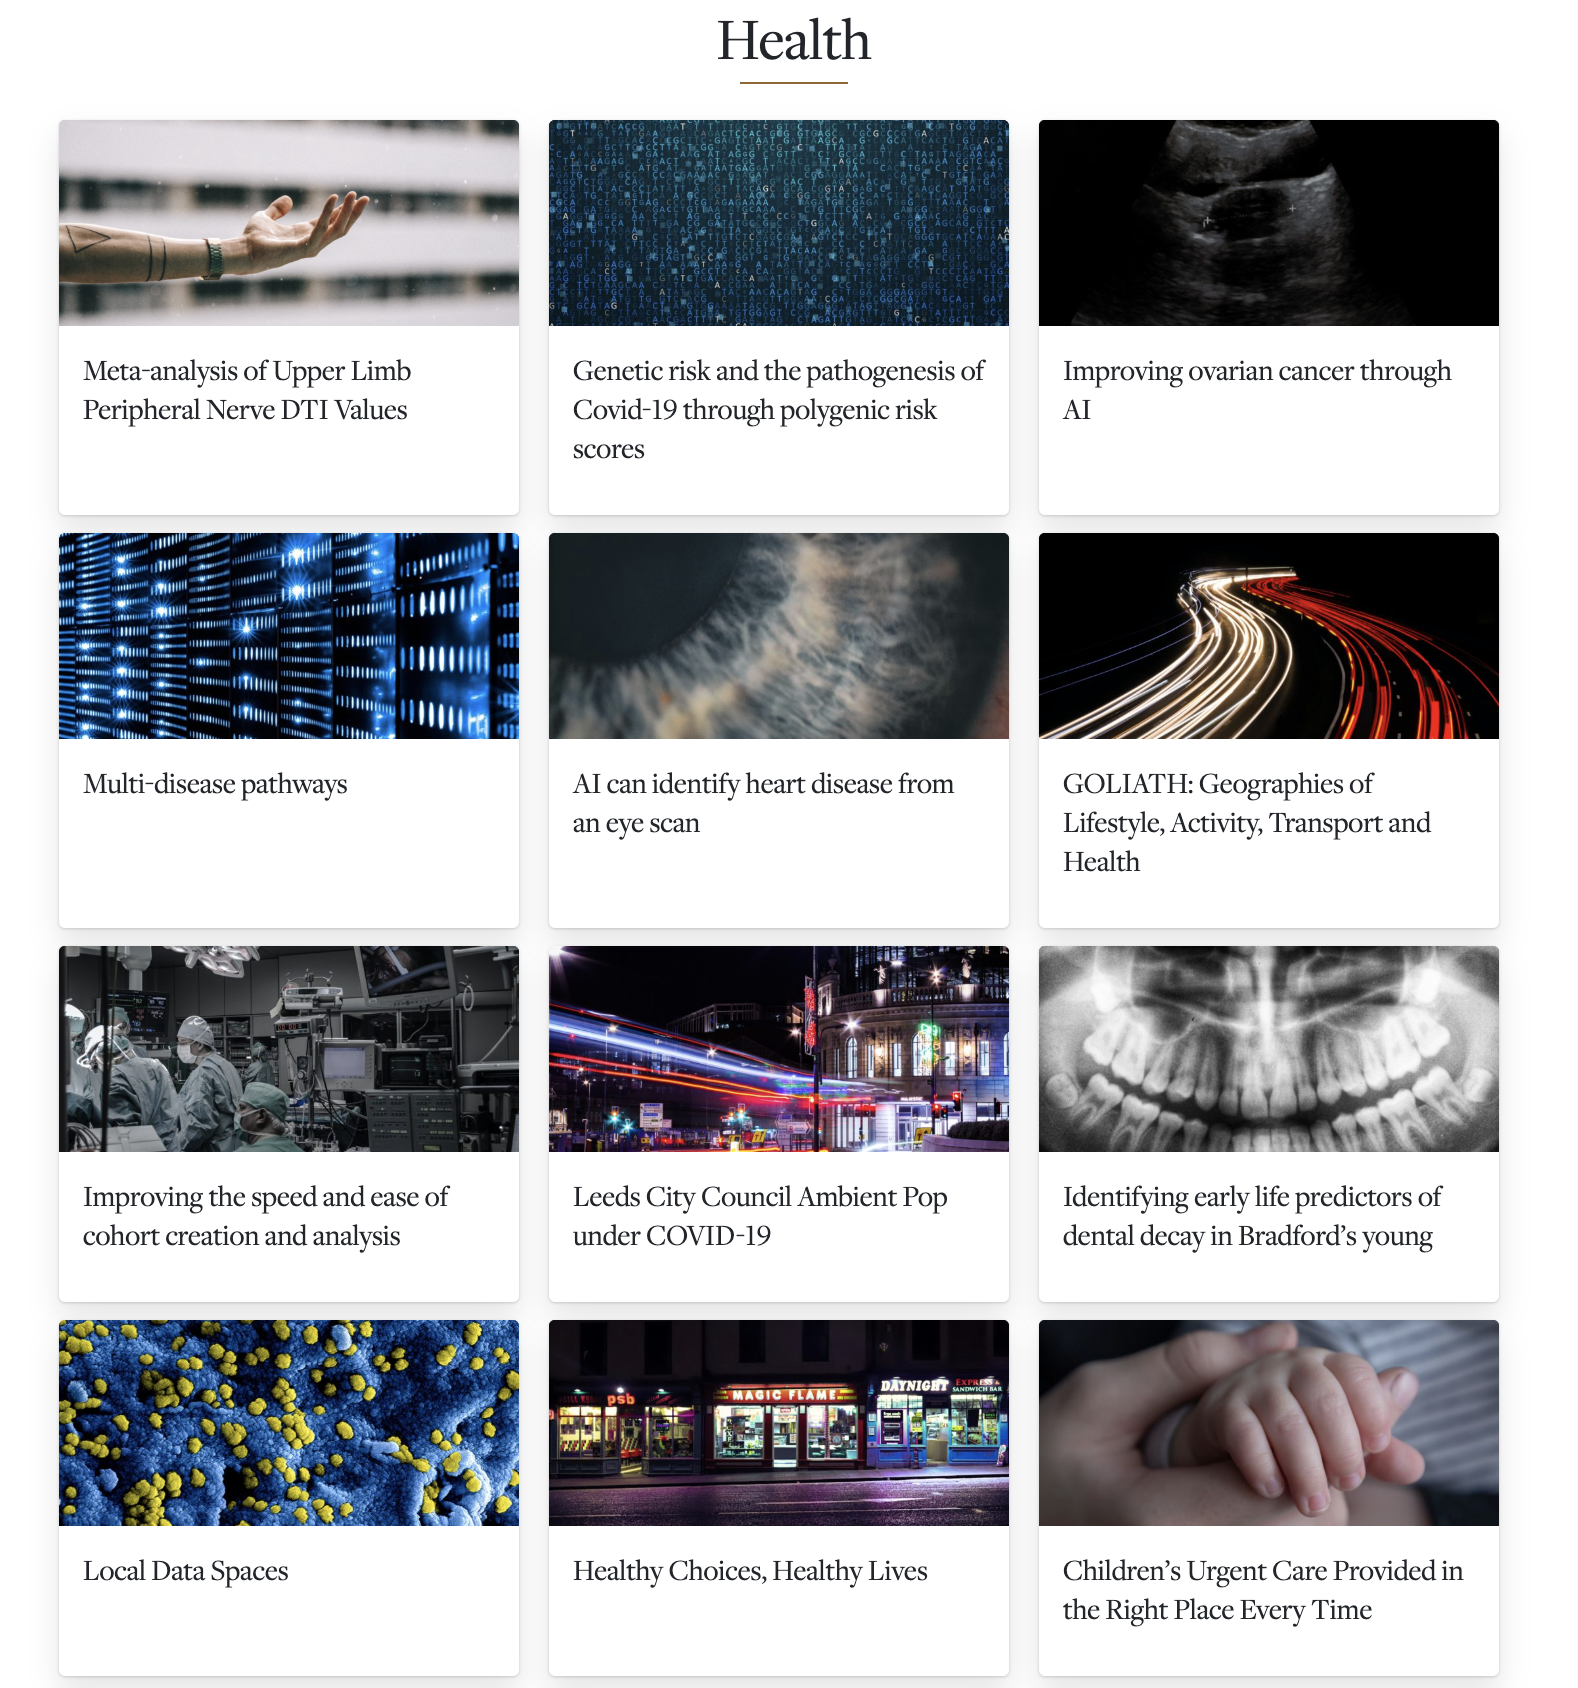 Health
Meta-analysis of Upper Limb
Peripheral Nerve DTI Values
Genetic risk and the pathogenesis of
Covid-19 through polygenic risk
scores
Improving ovarian cancer through
AI
Multi-disease pathways
AI can identify heart disease from
an eye scan
GOLIATH: Geographies of
Lifestyle, Activity, Transport and
Health
Improving the speed and ease of
cohort creation and analysis
Leeds City Council Ambient Pop
under COVID-19
Identifying early life predictors of
dental decay in Bradford’s young
psb
MAGIC FLAME
DAYNIGHT
EXPRESS
SANDWICH BAR
Local Data Spaces
Healthy Choices, Healthy Lives
Children’s Urgent Care Provided in
the Right Place Every Time